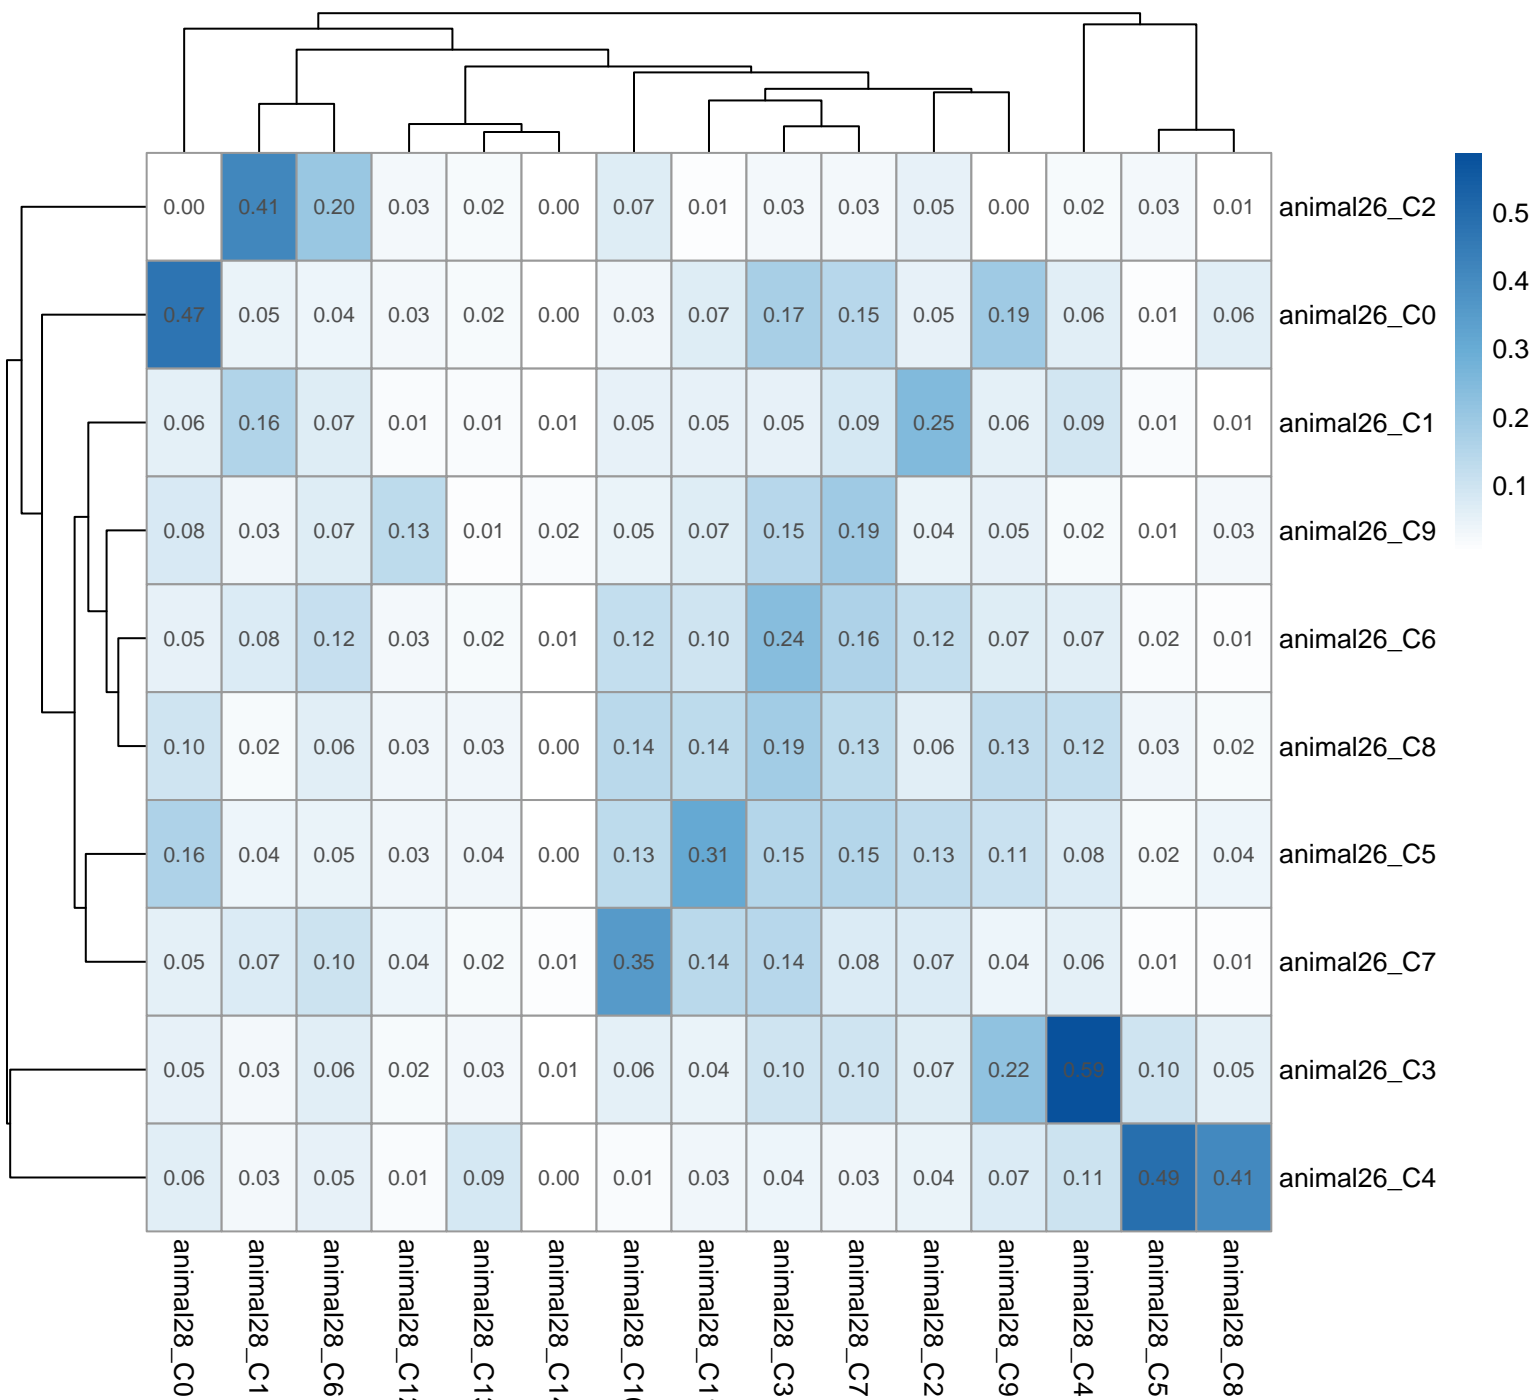 0.00 0.41 0.20 0.03 0.02 0.00 0.07 0.01 0.03 0.03 0.05 0.00 0.02 0.03 0.01 animal26_C2
0.47 0.05 0.04 0.03 0.02 0.00 0.03 0.07 0.17 0.15 0.05 0.19 0.06 0.01 0.06 animal26_C0
0.06 0.16 0.07 0.01 0.01 0.01 0.05 0.05 0.05 0.09 0.25 0.06 0.09 0.01 0.01 animal26_C1
0.08 0.03 0.07 0.13 0.01 0.02 0.05 0.07 0.15 0.19 0.04 0.05 0.02 0.01 0.03 animal26_C9
0.05 0.08 0.12 0.03 0.02 0.01 0.12 0.10 0.24 0.16 0.12 0.07 0.07 0.02 0.01 animal26_C6
0.10 0.02 0.06 0.03 0.03 0.00 0.14 0.14 0.19 0.13 0.06 0.13 0.12 0.03 0.02 animal26_C8
0.16 0.04 0.05 0.03 0.04 0.00 0.13 0.31 0.15 0.15 0.13 0.11 0.08 0.02 0.04 animal26_C5
0.05 0.07 0.10 0.04 0.02 0.01 0.35 0.14 0.14 0.08 0.07 0.04 0.06 0.01 0.01 animal26_C7
0.05 0.03 0.06 0.02 0.03 0.01 0.06 0.04 0.10 0.10 0.07 0.22 0.59 0.10 0.05 animal26_C3
0.06 0.03 0.05 0.01 0.09 0.00 0.01 0.03 0.04 0.03 0.04 0.07 0.11 0.49 0.41 animal26_C4
animal28_C0
animal28_C1
animal28_C6
animal28_C12
animal28_C13
animal28_C14
animal28_C10
animal28_C1
animal28_C3
animal28_C7
animal28_C2
animal28_C9
animal28_C4
animal28_C5
animal28_C8
0.5
0.4
0.3
0.2
0.1